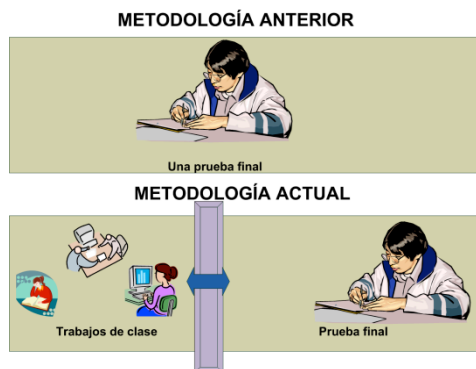 METODOLOGÍA ANTERIOR
Una prueba final
METODOLOGÍA ACTUAL
Trabajos de clase
Prueba final